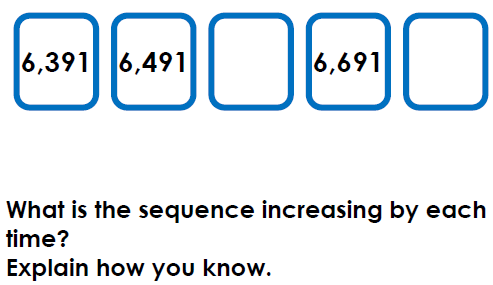 6,391 6,491 6,691
What is the sequence increasing by each
time?
Explain how you know.